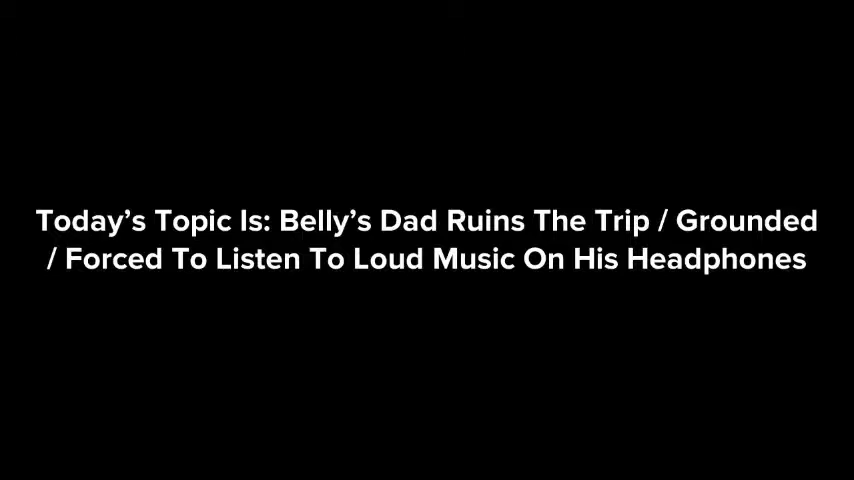 Today’s Topic Is: Belly’s Dad Ruins The Trip / Grounded
/ Forced To Listen To Loud Music On His Headphones